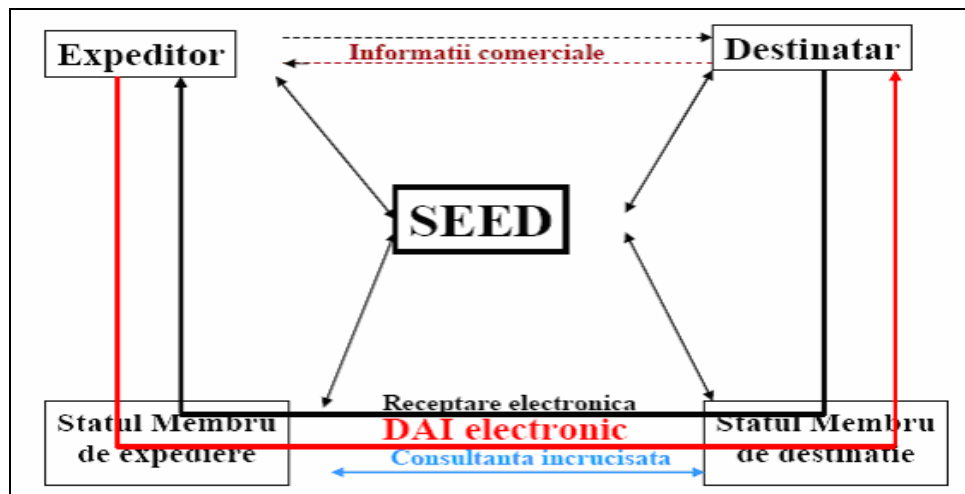 Expeditor
Informatii comerciale
Destinatar
SEED
Statul Membru
de expediere
Receptare electronica
DAI electronic
Consultanta incrucisata
Statul Membru
de destinatie